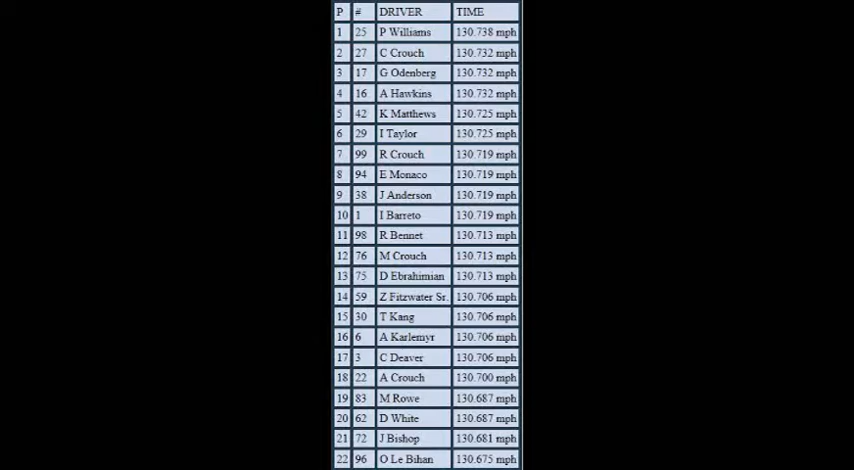 P # DRIVER TIME
1 25 P Williams 130.738 mph
2 27 C Crouch 130.732 mph
3 17 G Odenberg 130.732 mph
4 16 A Hawkins 130.732 mph
5 42 K Matthews 130.725 mph
6 29 I Taylor 130.725 mph
7 99 R Crouch 130.719 mph
8 94 E Monaco 130.719 mph
9 38 J Anderson 130.719 mph
10 1 I Barreto 130.719 mph
11 98 R Bennet 130.713 mph
12 76 M Crouch 130.713 mph
13 75 D Ebrahimian 130.713 mph
14 59 Z Fitzwater Sr. 130.706 mph
15 30 T Kang 130.706 mph
16 6 A Karlemyr 130.706 mph
17 3 C Deaver 130.706 mph
18 22 A Crouch 130.700 mph
19 83 M Rowe 130.687 mph
20 62 D White 130.687 mph
21 72 J Bishop 130.681 mph
22 96 O Le Bihan 130.675 mph